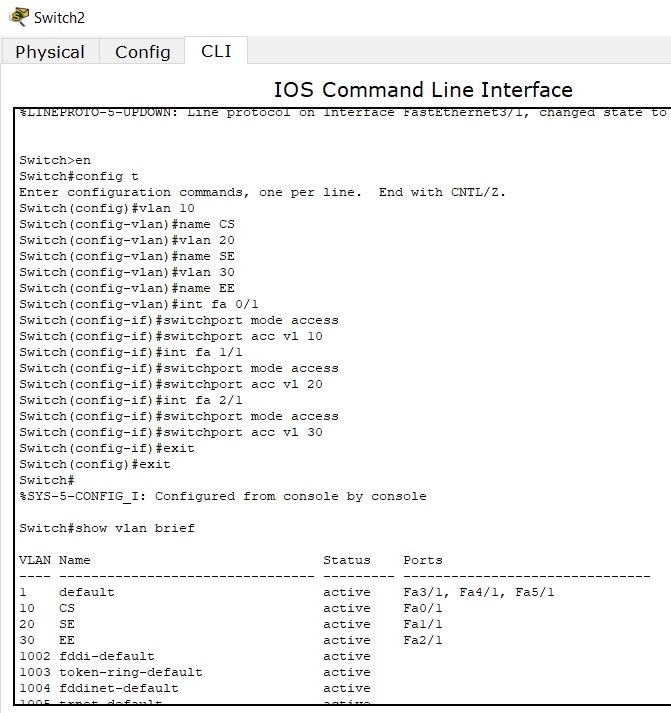 Switch2
Physical Config CLI
IOS Command Line Interface
%LINEPROTO-5-UPDOWN: Line protocol on Interface FastEthernet3/1, changed state to
Switch>en
Switch#config t
Enter configuration commands, one per line.  End with CNTL/Z.
Switch(config)#vlan 10
Switch(config-vlan)#name CS
Switch(config-vlan)#vlan 20
Switch(config-vlan)#name SE
Switch(config-vlan)#vlan 30
Switch(config-vlan)#name EE
Switch(config-vlan)#int fa 0/1
Switch(config-if)#switchport mode access
Switch(config-if)#switchport acc vl 10
Switch(config-if)#int fa 1/1
Switch(config-if)#switchport mode access
Switch(config-if)#switchport acc vl 20
Switch(config-if)#int fa 2/1
Switch(config-if)#switchport mode access
Switch(config-if)#switchport acc vl 30
Switch(config-if)#exit
Switch(config)#exit
Switch#
%SYS-5-CONFIG_I: Configured from console by console
Switch#show vlan brief
VLAN Name                             Status    Ports
---- -------------------------------- --------- -------------------------------
1    default                          active    Fa3/1, Fa4/1, Fa5/1
10   CS                               active    Fa0/1
20   SE                               active    Fa1/1
30   EE                               active    Fa2/1
1002 fddi-default                     active
1003 token-ring-default               active
1004 fddinet-default                  active
1005 trnet-default                    active